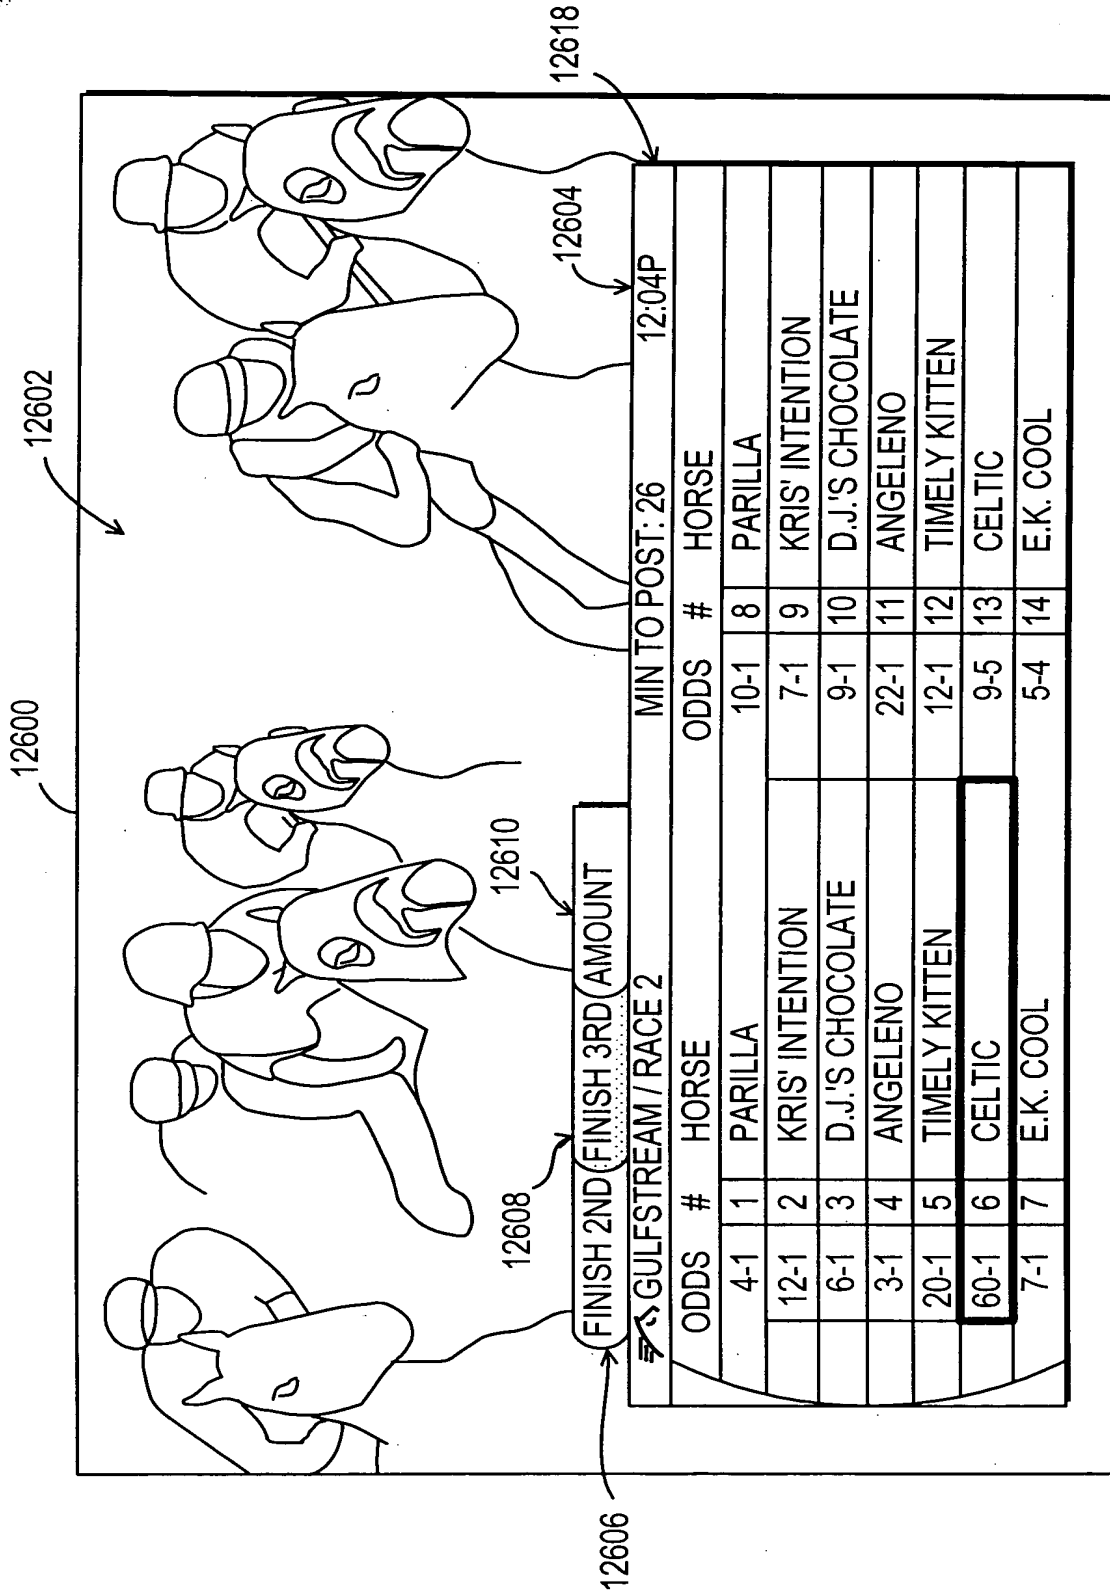 12600
12602
12618
12604
12610
12608
12606
FINISH 2ND FINISH 3RD AMOUNT
GULFSTREAM / RACE 2 MIN TO POST: 26 12:04P
ODDS # HORSE ODDS # HORSE
4-1 1 PARILLA 10-1 8 PARILLA
12-1 2 KRIS' INTENTION 7-1 9 KRIS' INTENTION
6-1 3 D.J.'S CHOCOLATE 9-1 10 D.J.'S CHOCOLATE
3-1 4 ANGELENO 22-1 11 ANGELENO
20-1 5 TIMELY KITTEN 12-1 12 TIMELY KITTEN
60-1 6 CELTIC 9-5 13 CELTIC
7-1 7 E.K. COOL 5-4 14 E.K. COOL